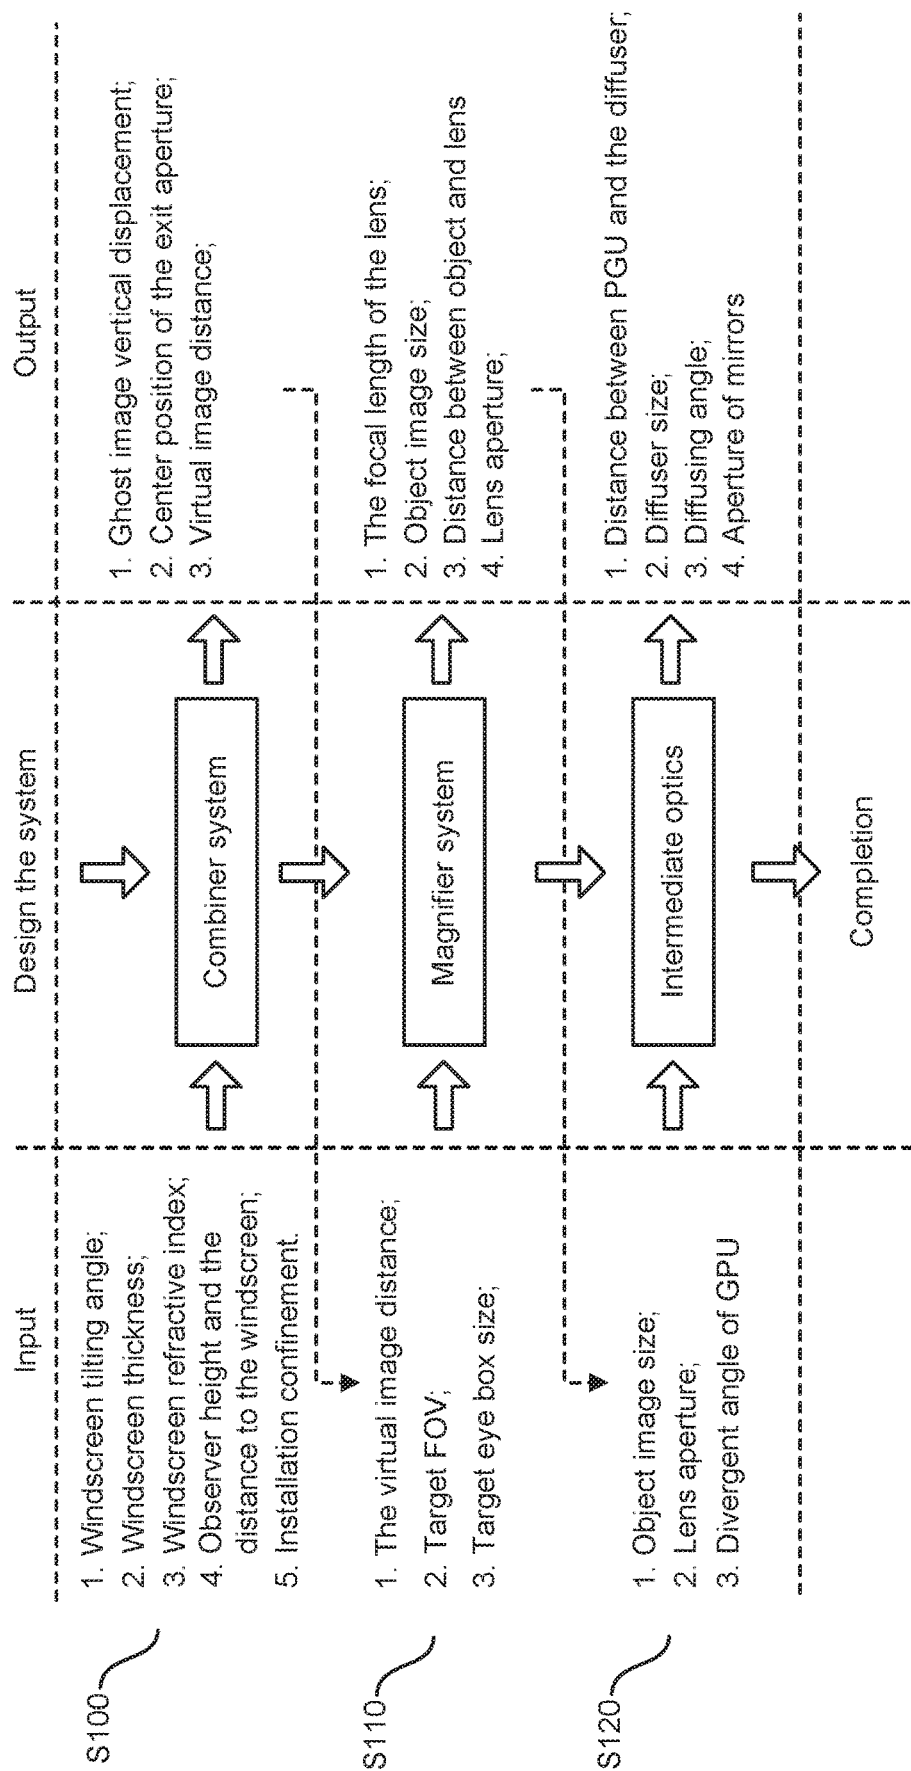 Input
Design the system
Output
S100
1. Windscreen tilting angle;
2. Windscreen thickness;
3. Windscreen refractive index;
4. Observer height and the
distance to the windscreen;
5. Installation confinement.
Combiner system
1. Ghost image vertical displacement;
2. Center position of the exit aperture;
3. Virtual image distance;
S110
1. The virtual image distance;
2. Target FOV;
3. Target eye box size;
Magnifier system
1. The focal length of the lens;
2. Object image size;
3. Distance between object and lens
4. Lens aperture;
S120
1. Object image size;
2. Lens aperture;
3. Divergent angle of GPU
Intermediate optics
1. Distance between PGU and the diffuser;
2. Diffuser size;
3. Diffusing angle;
4. Aperture of mirrors
Completion